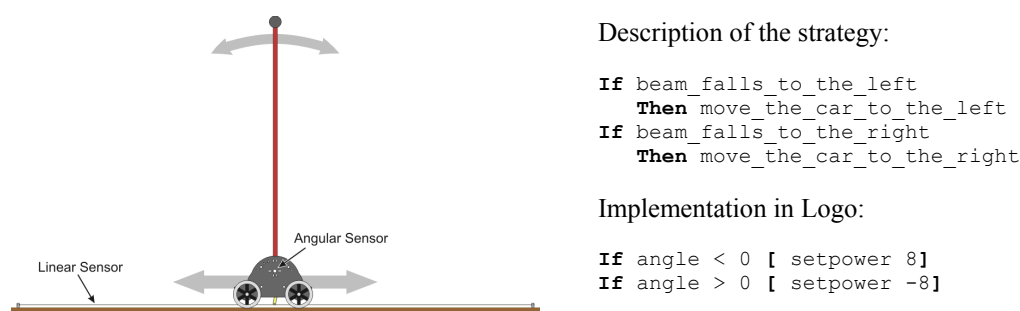 Angular Sensor
Linear Sensor
Description of the strategy:
If beam_falls_to_the_left
Then move_the_car_to_the_left
If beam_falls_to_the_right
Then move_the_car_to_the_right
Implementation in Logo:
If angle < 0 [ setpower 8]
If angle > 0 [ setpower -8]